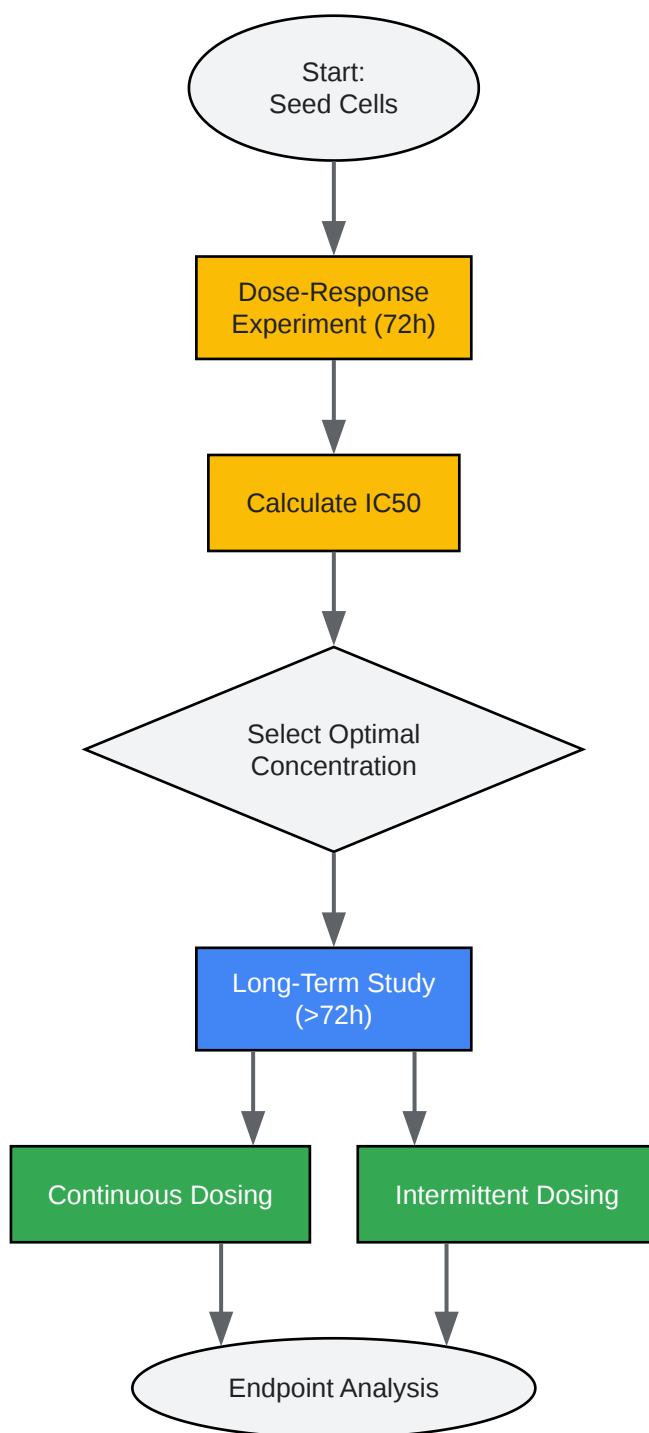 Start:
Seed Cells
Dose-Response
Experiment (72h)
Calculate IC50
Select Optimal
Concentration
Long-Term Study
(>72h)
Continuous Dosing
Intermittent Dosing
Endpoint Analysis